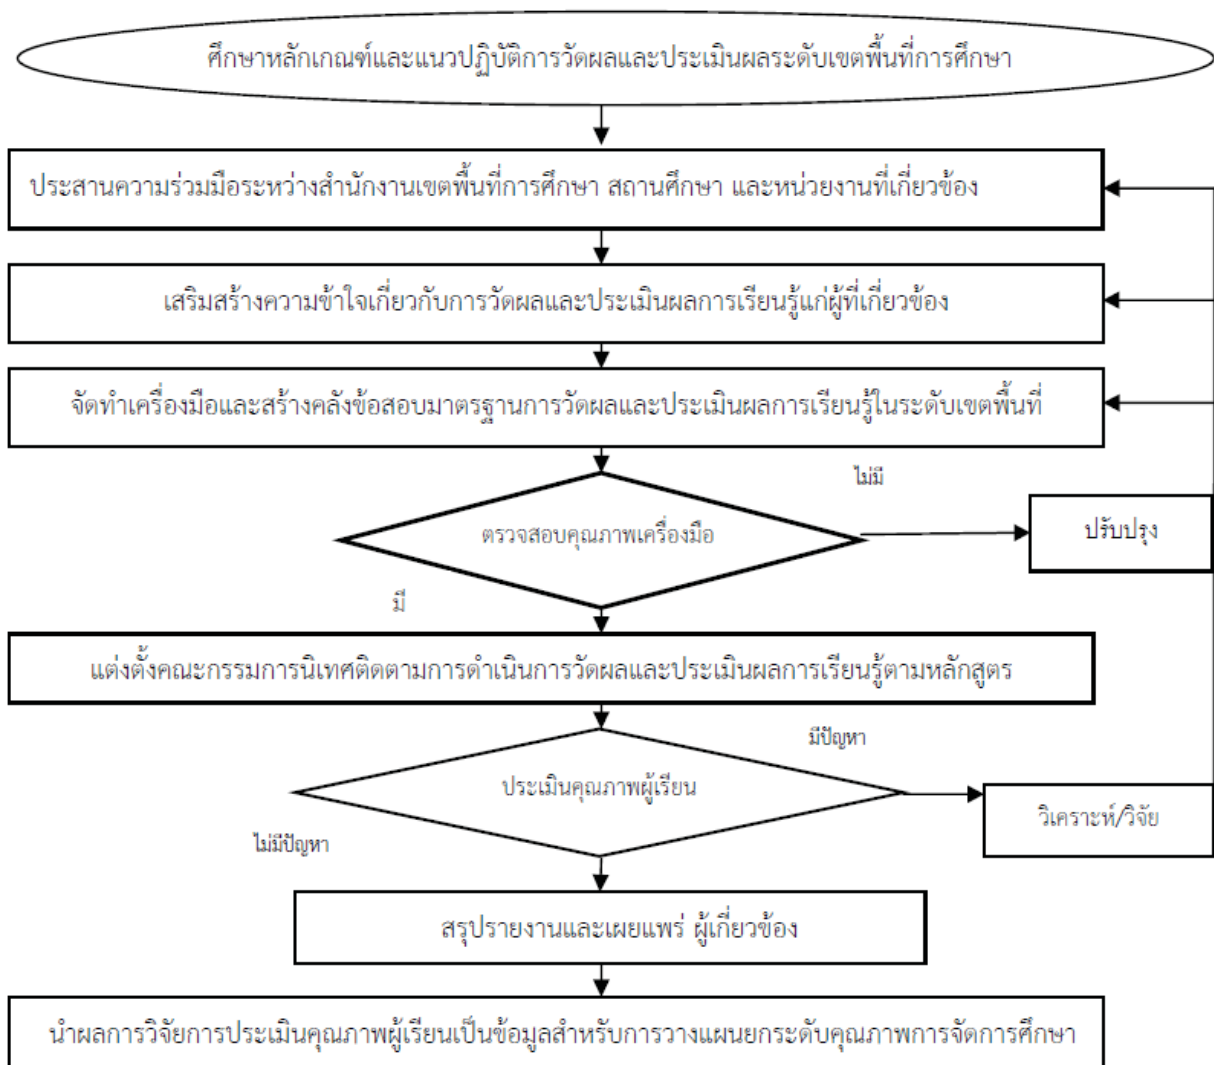 ศึกษาหลักเกณฑ์และแนวปฏิบัติการวัดผลและประเมินผลระดับเขตพื้นที่การศึกษา
ประสานความร่วมมือระหว่างสำนักงานเขตพื้นที่การศึกษา สถานศึกษา และหน่วยงานที่เกี่ยวข้อง
เสริมสร้างความข้าใจเกี่ยวกับการวัดผลและประเมินผลการเรียนรู้แก่ผู้ที่เกี่ยวข้อง
จัดทำเครื่องมือและสร้างคลังข้อสอบมาตรฐานการวัดผลและประเมินผลการเรียนรู้ในระดับเขตพื้นที่
ไม่มี
ตรวจสอบคุณภาพเครื่องมือ
ปรับปรุง
มี
แต่งตั้งคณะกรรมการนิเทศติดตามการดำเนินการวัดผลและประเมินผลการเรียนรู้ตามหลักสูตร
มีปัญหา
ประเมินคุณภาพผู้เรียน
วิเคราะห์/วิจัย
ไม่มีปัญหา
สรุปรายงานและเผยแพร่ ผู้เกี่ยวข้อง
นำผลการวิจัยการประเมินคุณภาพผู้เรียนเป็นข้อมูลสำหรับการวางแผนยกระดับคุณภาพการจัดการศึกษา